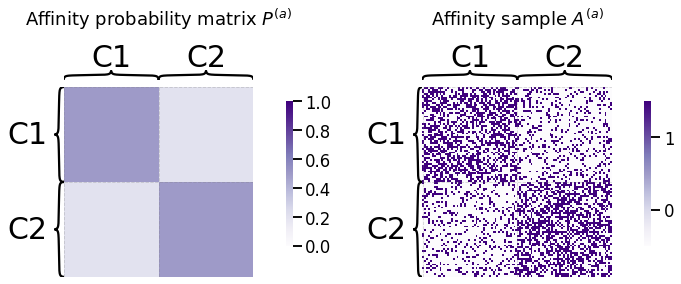 Affinity probability matrix P^(a)
C1 C2
C1
C2
1.0
0.8
0.6
0.4
0.2
0.0
Affinity sample A^(a)
C1 C2
C1
C2
1
0